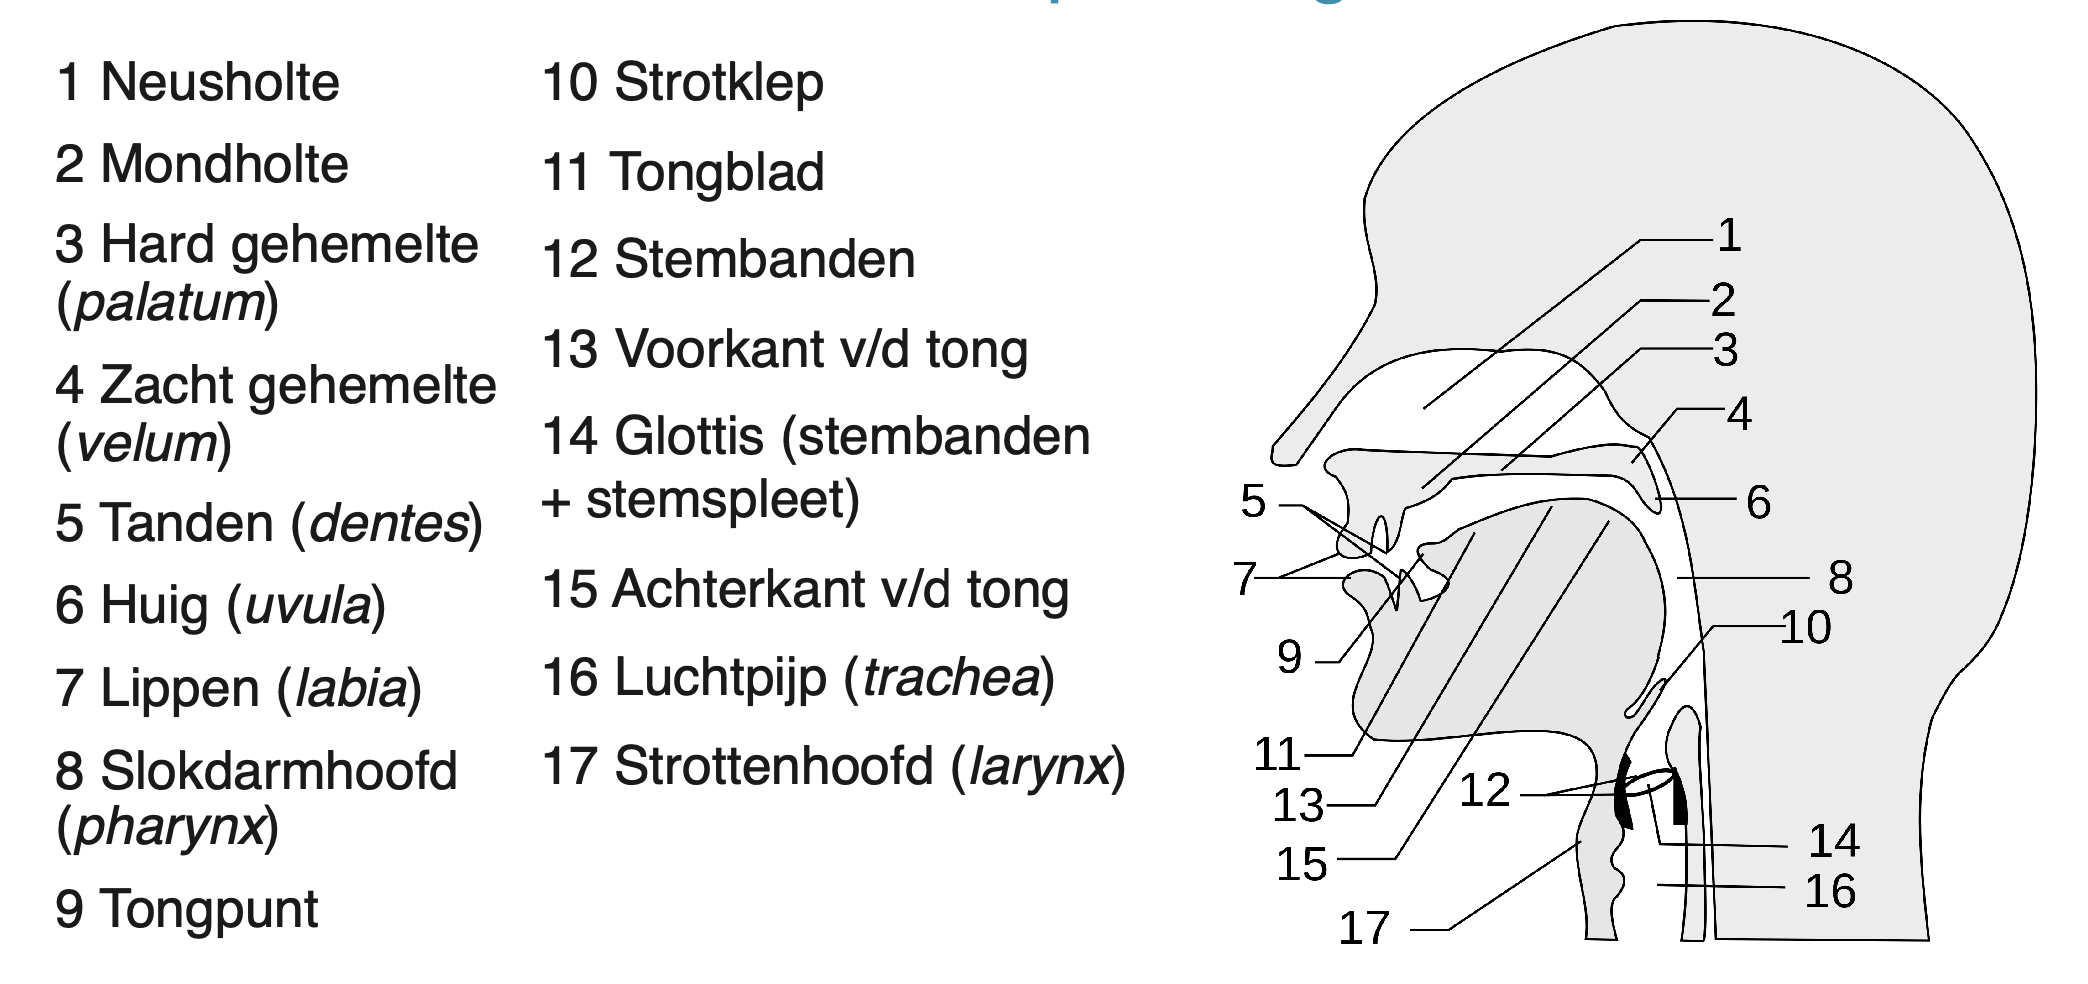 1 Neusholte
2 Mondholte
3 Hard gehemelte
(palatum)
4 Zacht gehemelte
(velum)
5 Tanden (dentes)
6 Huig (uvula)
7 Lippen (labia)
8 Slokdarmhoofd
(pharynx)
9 Tongpunt
10 Strotklep
11 Tongblad
12 Stembanden
13 Voorkant v/d tong
14 Glottis (stembanden
+ stemspleet)
15 Achterkant v/d tong
16 Luchtpijp (trachea)
17 Strottenhoofd (larynx)
1
2
3
4
5
6
7
8
10
9
11
12
13
14
15
16
17